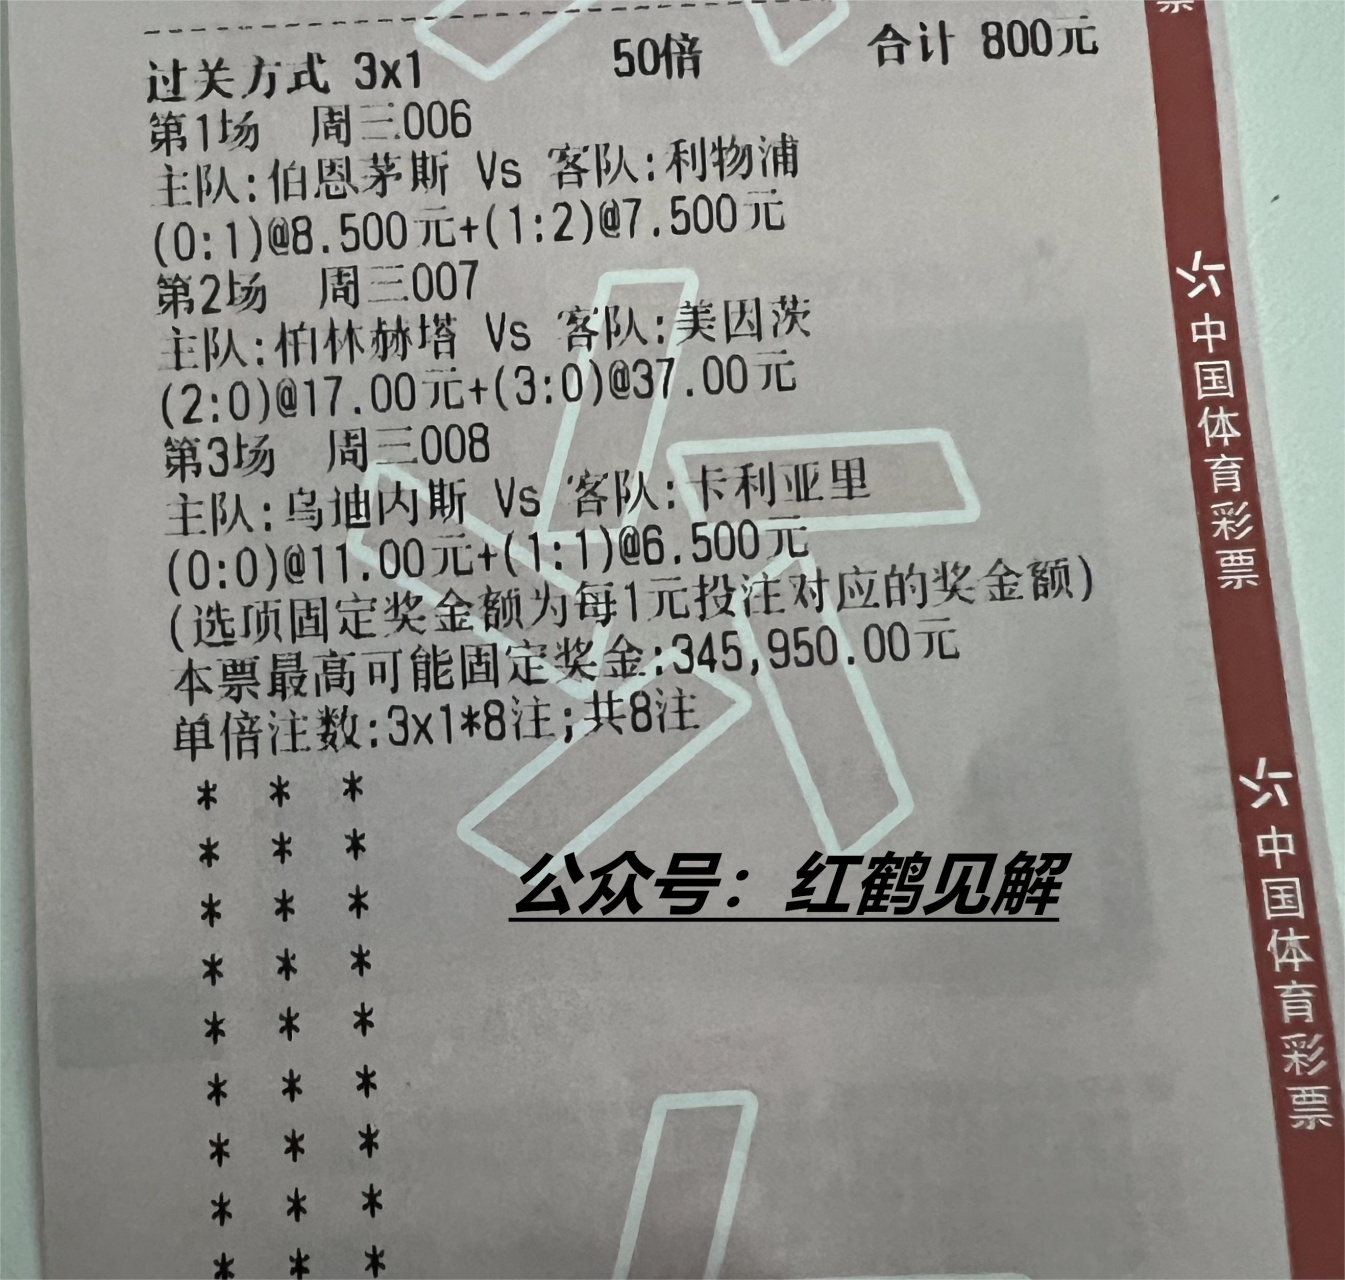 票
过关方式 3x1 50倍 合计 800元
第1场 周三006
主队:伯恩茅斯 Vs 客队:利物浦
(0:1)@8.500元+(1:2)@7.500元
第2场 周三007
主队:柏林赫塔 Vs 客队:美因茨
(2:0)@17.00元+(3:0)@37.00元
第3场 周三008
主队:乌迪内斯 Vs 客队:卡利亚里
(0:0)@11.00元+(1:1)@6.500元
(选项固定奖金额为每1元投注对应的奖金额)
本票最高可能固定奖金:345,950.00元
单倍注数:3x1*8注;共8注
* * *
* * *
* * *
* * *
* * *
* * *
* * *
* * *
* * *
公众号：红鹤见解
中国体育彩票
中国体育彩票